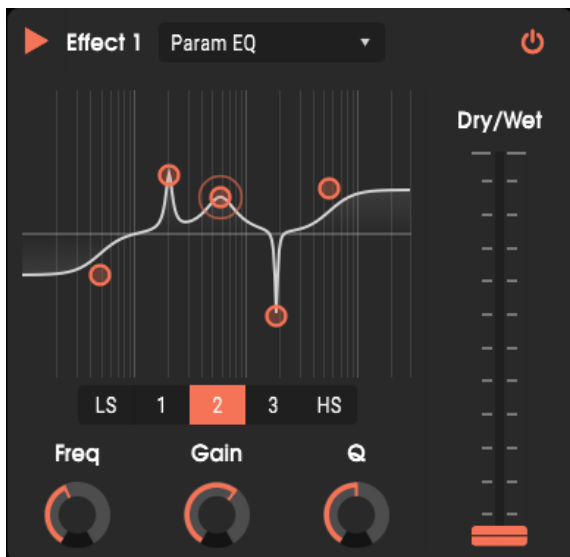 Effect 1 Param EQ
Dry/Wet
LS 1 2 3 HS
Freq Gain Q